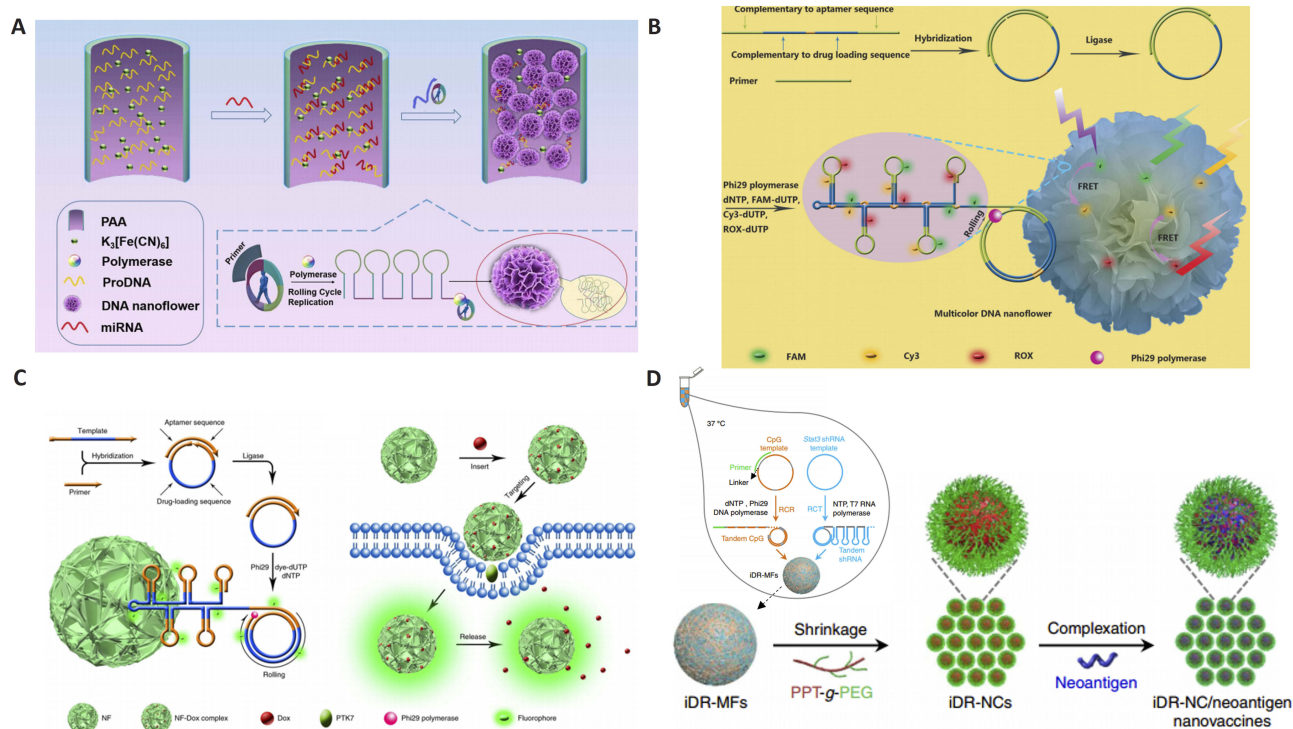 A
PAA
K3[Fe(CN)6]
Polymerase
ProDNA
DNA nanoflower
miRNA
Primer
Polymerase
Rolling Cycle
Replication
B
Complementary to aptamer sequence
Complementary to drug loading sequence
Primer
Hybridization
Ligase
Phi29 ploymerase
dNTP, FAM-dUTP,
Cy3-dUTP,
ROX-dUTP
Rolling
FRET
FRET
Multicolor DNA nanoflower
FAM
Cy3
ROX
Phi29 polymerase
C
Template
Hybridization
Primer
Aptamer sequence
Drug-loading sequence
Ligase
Phi29
dye-dUTP
dNTP
Rolling
Insert
Targeting
Release
NF
NF-Dox complex
Dox
PTK7
Phi29 polymerase
Fluorophore
D
37 °C
CpG
template
Stat3 shRNA
template
Primer
Linker
dNTP , Phi29
DNA polymerase
RCR
RCT
NTP, T7 RNA
polymerase
Tandem CpG
Tandem
shRNA
iDR-MFs
iDR-MFs
Shrinkage
PPT-g-PEG
iDR-NCs
Complexation
Neoantigen
iDR-NC/neoantigen
nanovaccines